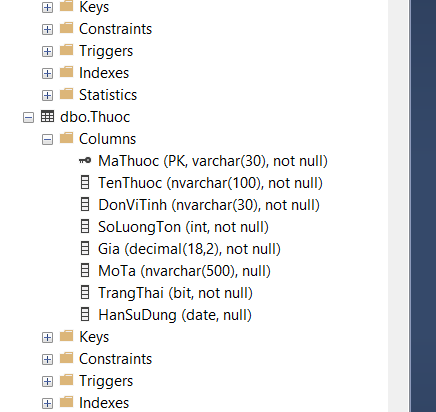 Keys
Constraints
Triggers
Indexes
Statistics
dbo.Thuoc
Columns
MaThuoc (PK, varchar(30), not null)
TenThuoc (nvarchar(100), not null)
DonViTinh (nvarchar(30), not null)
SoLuongTon (int, not null)
Gia (decimal(18,2), not null)
MoTa (nvarchar(500), null)
TrangThai (bit, not null)
HanSuDung (date, null)
Keys
Constraints
Triggers
Indexes